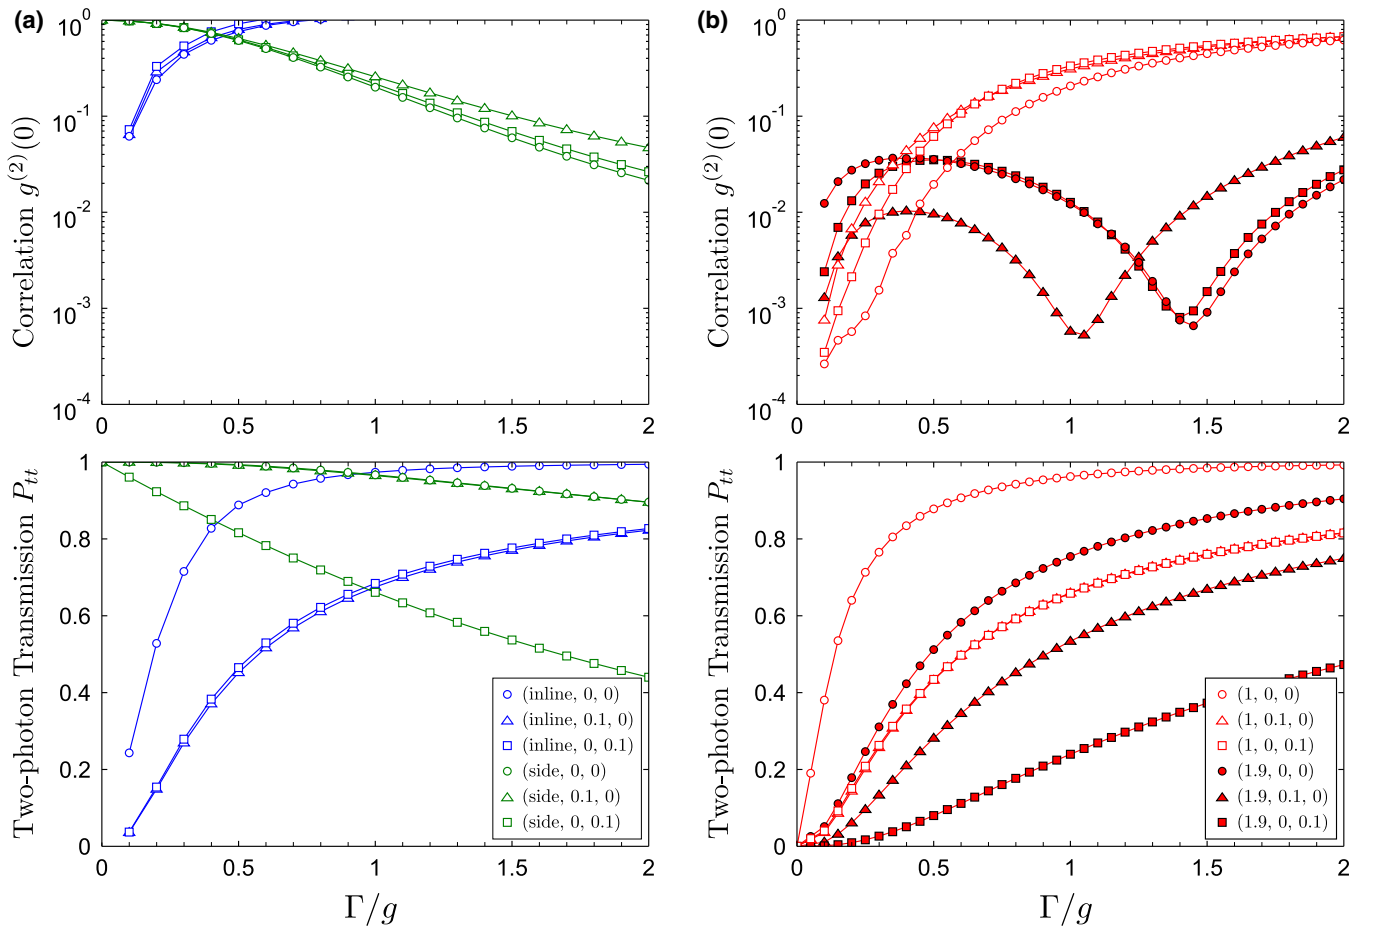 (a)
Correlation g^{(2)}(0)
10^0
10^{-1}
10^{-2}
10^{-3}
10^{-4}
0 0.5 1 1.5 2
(b)
Correlation g^{(2)}(0)
10^0
10^{-1}
10^{-2}
10^{-3}
10^{-4}
0 0.5 1 1.5 2
Two-photon Transmission P_{tt}
1
0.8
0.6
0.4
0.2
0
(inline, 0, 0)
(inline, 0.1, 0)
(inline, 0, 0.1)
(side, 0, 0)
(side, 0.1, 0)
(side, 0, 0.1)
0 0.5 1 1.5 2
Γ/g
Two-photon Transmission P_{tt}
1
0.8
0.6
0.4
0.2
0
(1, 0, 0)
(1, 0.1, 0)
(1, 0, 0.1)
(1.9, 0, 0)
(1.9, 0.1, 0)
(1.9, 0, 0.1)
0 0.5 1 1.5 2
Γ/g